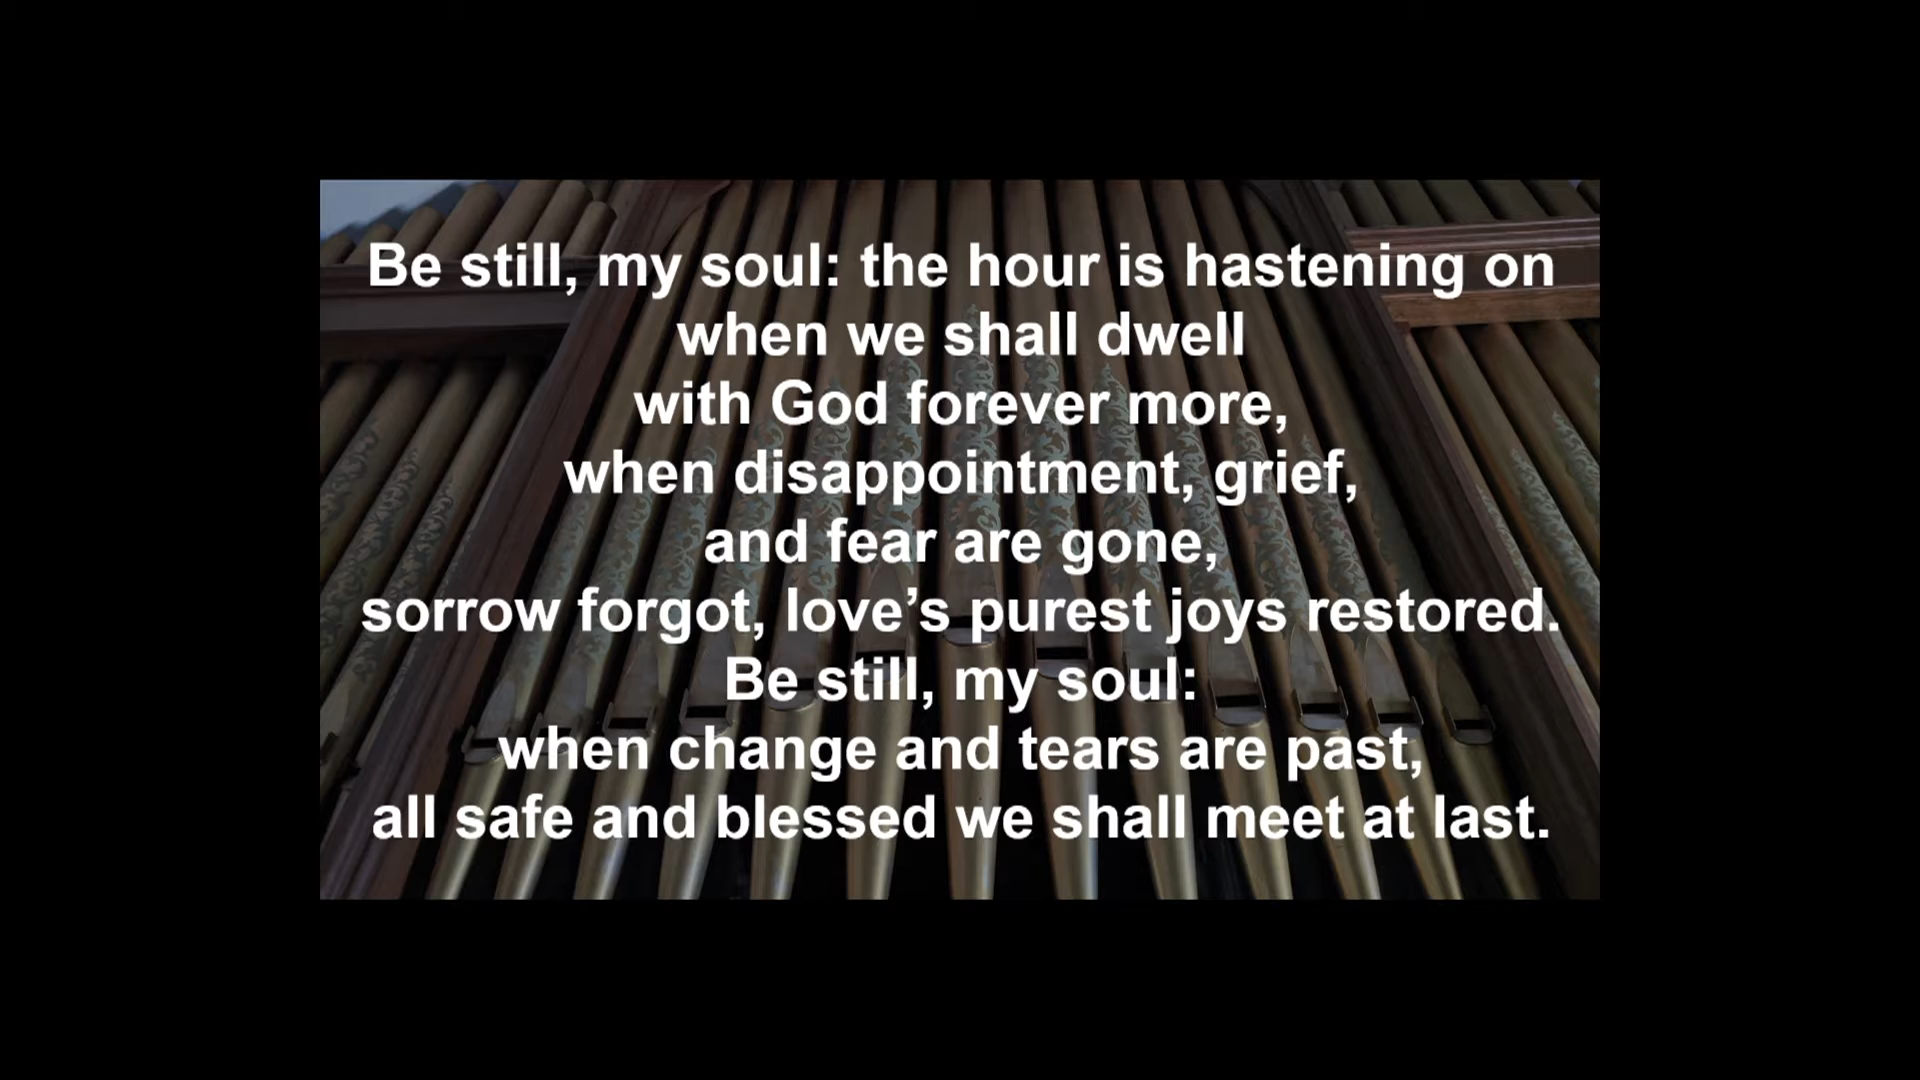 Be still, my soul: the hour is hastening on
when we shall dwell
with God forever more,
when disappointment, grief,
and fear are gone,
sorrow forgot, love’s purest joys restored.
Be still, my soul:
when change and tears are past,
all safe and blessed we shall meet at last.